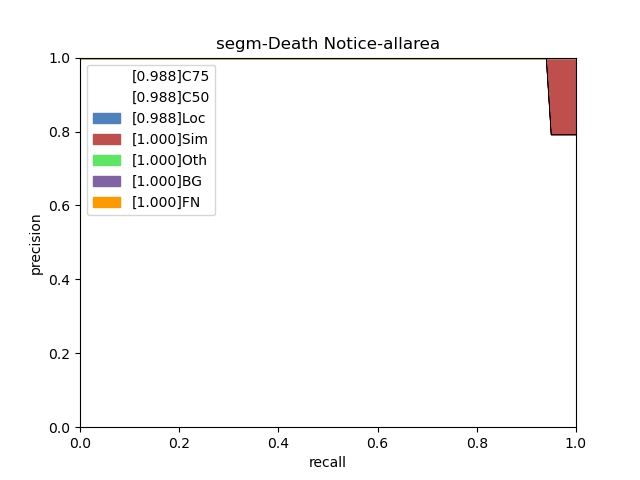 segm-Death Notice-allarea
1.0
0.8
0.6
0.4
0.2
0.0
precision
[0.988]C75
[0.988]C50
[0.988]Loc
[1.000]Sim
[1.000]Oth
[1.000]BG
[1.000]FN
0.0 0.2 0.4 0.6 0.8 1.0
recall